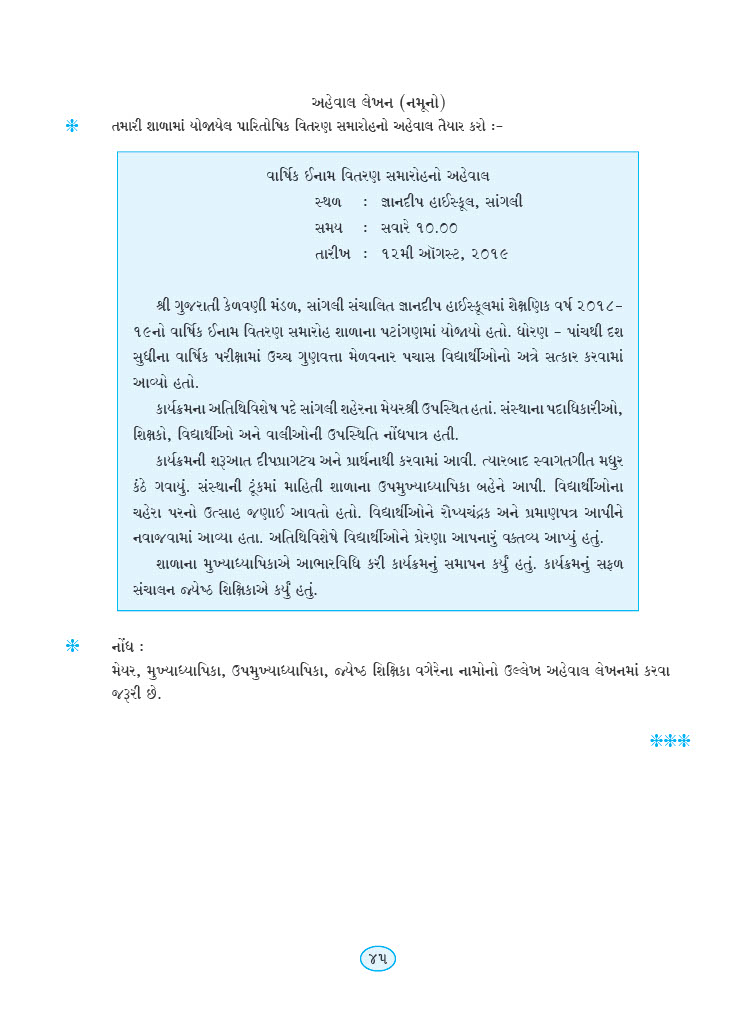 અહેવાલ લેખન (નમૂનો)
❉ તમારી શાળામાં યોજાયેલ પારિતોષિક વિતરણ સમારોહનો અહેવાલ તૈયાર કરો :-
વાર્ષિક ઈનામ વિતરણ સમારોહનો અહેવાલ
સ્થળ : જ્ઞાનદીપ હાઈસ્કૂલ, સાંગલી
સમય : સવારે ૧૦.૦૦
તારીખ : ૧૨મી ઑગસ્ટ, ૨૦૧૯
શ્રી ગુજરાતી કેળવણી મંડળ, સાંગલી સંચાલિત જ્ઞાનદીપ હાઈસ્કૂલમાં શૈક્ષણિક વર્ષ ૨૦૧૮-
૧૯નો વાર્ષિક ઈનામ વિતરણ સમારોહ શાળાના પટાંગણમાં યોજાયો હતો. ધોરણ - પાંચથી દશ
સુધીના વાર્ષિક પરીક્ષામાં ઉચ્ચ ગુણવત્તા મેળવનાર પચાસ વિદ્યાર્થીઓનો અત્રે સત્કાર કરવામાં
આવ્યો હતો.
કાર્યક્રમના અતિથિવિશેષ પદે સાંગલી શહેરના મેયરશ્રી ઉપસ્થિત હતાં. સંસ્થાના પદાધિકારીઓ,
શિક્ષકો, વિદ્યાર્થીઓ અને વાલીઓની ઉપસ્થિતિ નોંધપાત્ર હતી.
કાર્યક્રમની શરૂઆત દીપપ્રાગટ્ય અને પ્રાર્થનાથી કરવામાં આવી. ત્યારબાદ સ્વાગતગીત મધુર
કંઠે ગવાયું. સંસ્થાની ટૂંકમાં માહિતી શાળાના ઉપમુખ્યાધ્યાપિકા બહેને આપી. વિદ્યાર્થીઓના
ચહેરા પરનો ઉત્સાહ જણાઈ આવતો હતો. વિદ્યાર્થીઓને રૌપ્યચંદ્રક અને પ્રમાણપત્ર આપીને
નવાજવામાં આવ્યા હતા. અતિથિવિશેષે વિદ્યાર્થીઓને પ્રેરણા આપનારું વક્તવ્ય આપ્યું હતું.
શાળાના મુખ્યાધ્યાપિકાએ આભારવિધિ કરી કાર્યક્રમનું સમાપન કર્યું હતું. કાર્યક્રમનું સફળ
સંચાલન જ્યેષ્ઠ શિક્ષિકાએ કર્યું હતું.
❉ નોંધ :
મેયર, મુખ્યાધ્યાપિકા, ઉપમુખ્યાધ્યાપિકા, જ્યેષ્ઠ શિક્ષિકા વગેરેના નામોનો ઉલ્લેખ અહેવાલ લેખનમાં કરવા
જરૂરી છે.
❉❉❉
૪૫